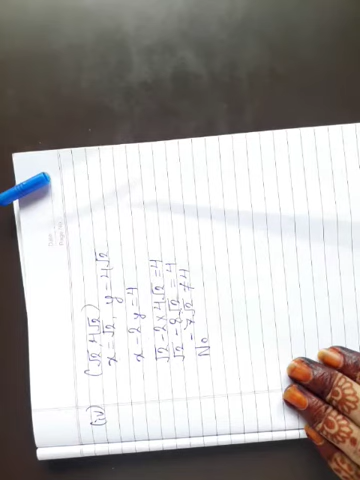 (iv) (√2, 4√2)
x = √2, y = 4√2
x - 2y = 4
√2 - 2 × 4√2 = 4
√2 - 8√2 = 4
- 7√2 ≠ 4
No